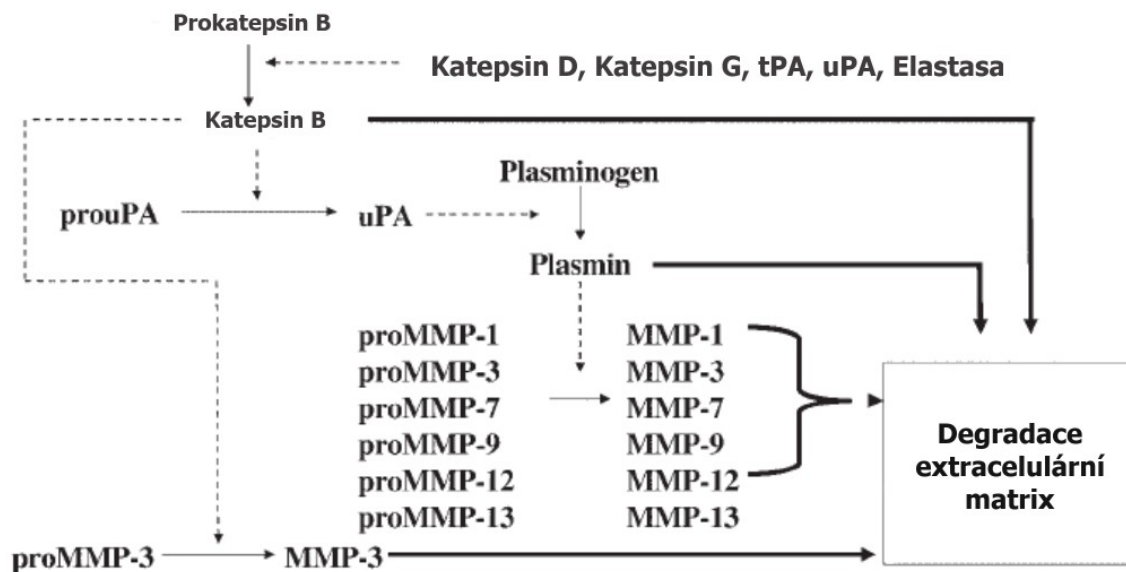 Prokatepsin B
Katepsin D, Katepsin G, tPA, uPA, Elastasa
Katepsin B
Plasminogen
prouPA
uPA
Plasmin
proMMP-1 MMP-1
proMMP-3 MMP-3
proMMP-7 MMP-7
proMMP-9 MMP-9
proMMP-12 MMP-12
proMMP-13 MMP-13
Degradace
extracelulární
matrix
proMMP-3 MMP-3